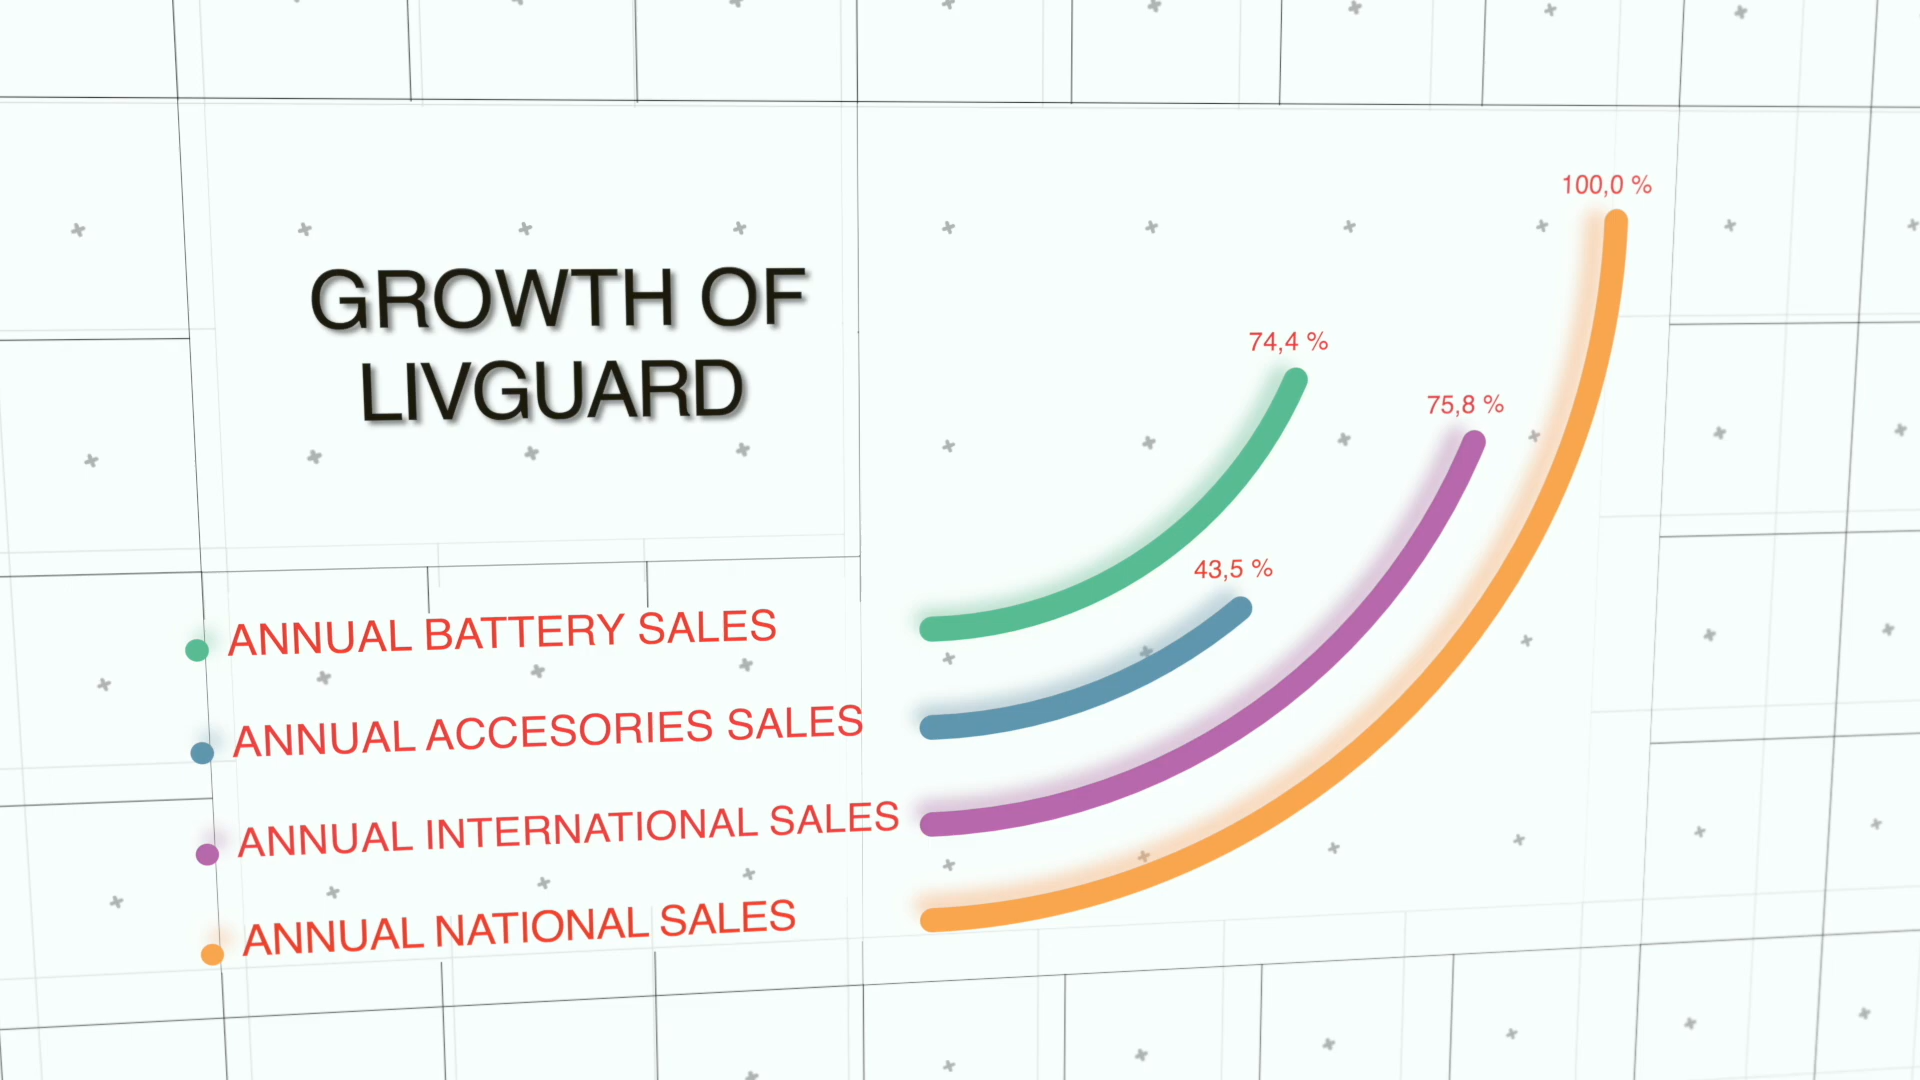 GROWTH OF
LIVGUARD
100,0 %
74,4 %
75,8 %
43,5 %
ANNUAL BATTERY SALES
ANNUAL ACCESORIES SALES
ANNUAL INTERNATIONAL SALES
ANNUAL NATIONAL SALES